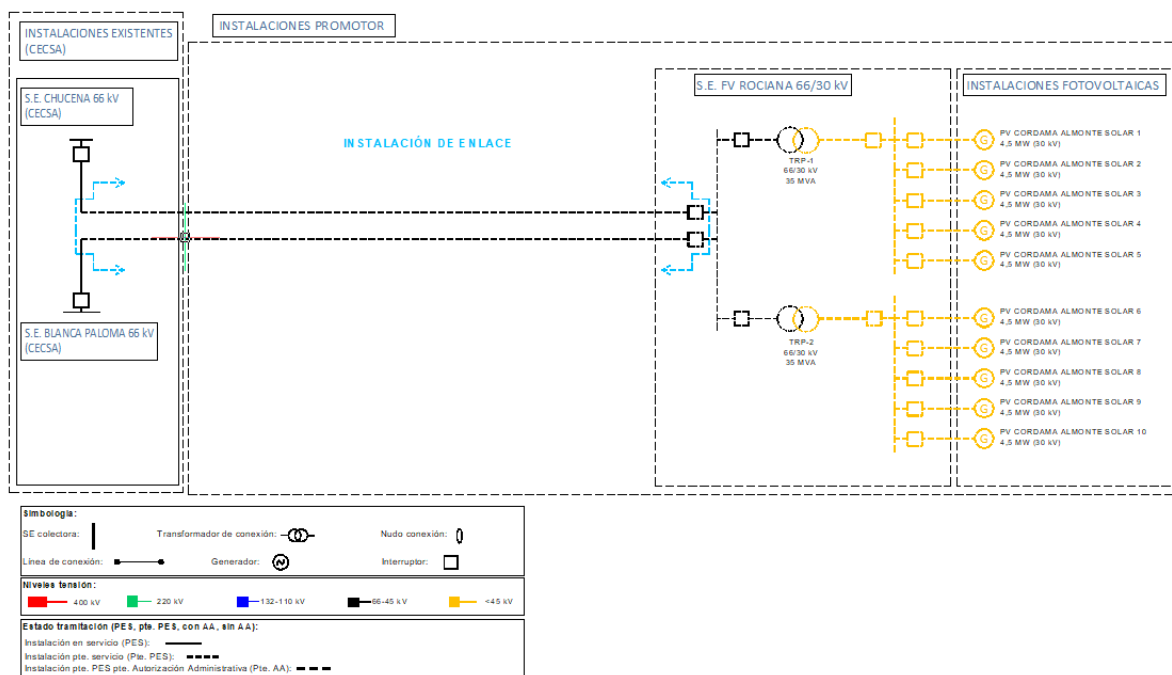 INSTALACIONES EXISTENTES
(CECSA)
INSTALACIONES PROMOTOR
S.E. CHUCENA 66 kV
(CECSA)
S.E. FV ROCIANA 66/30 kV
INSTALACIONES FOTOVOLTAICAS
INSTALACIÓN DE ENLACE
TRP-1
66/30 kV
35 MVA
G
PV CORDAMA ALMONTE SOLAR 1
4,5 MW (30 kV)
G
PV CORDAMA ALMONTE SOLAR 2
4,5 MW (30 kV)
G
PV CORDAMA ALMONTE SOLAR 3
4,5 MW (30 kV)
G
PV CORDAMA ALMONTE SOLAR 4
4,5 MW (30 kV)
G
PV CORDAMA ALMONTE SOLAR 5
4,5 MW (30 kV)
S.E. BLANCA PALOMA 66 kV
(CECSA)
TRP-2
66/30 kV
35 MVA
G
PV CORDAMA ALMONTE SOLAR 6
4,5 MW (30 kV)
G
PV CORDAMA ALMONTE SOLAR 7
4,5 MW (30 kV)
G
PV CORDAMA ALMONTE SOLAR 8
4,5 MW (30 kV)
G
PV CORDAMA ALMONTE SOLAR 9
4,5 MW (30 kV)
G
PV CORDAMA ALMONTE SOLAR 10
4,5 MW (30 kV)
Simbología:
SE colectora: Transformador de conexión: Nudo conexión:
Línea de conexión: Generador: Interruptor:
Niveles tensión:
400 kV 220 kV 132-110 kV 66-45 kV <45 kV
Estado tramitación (PES, pte. PES, con AA, sin AA):
Instalación en servicio (PES):
Instalación pte. servicio (Pte. PES):
Instalación pte. PES pte. Autorización Administrativa (Pte. AA):